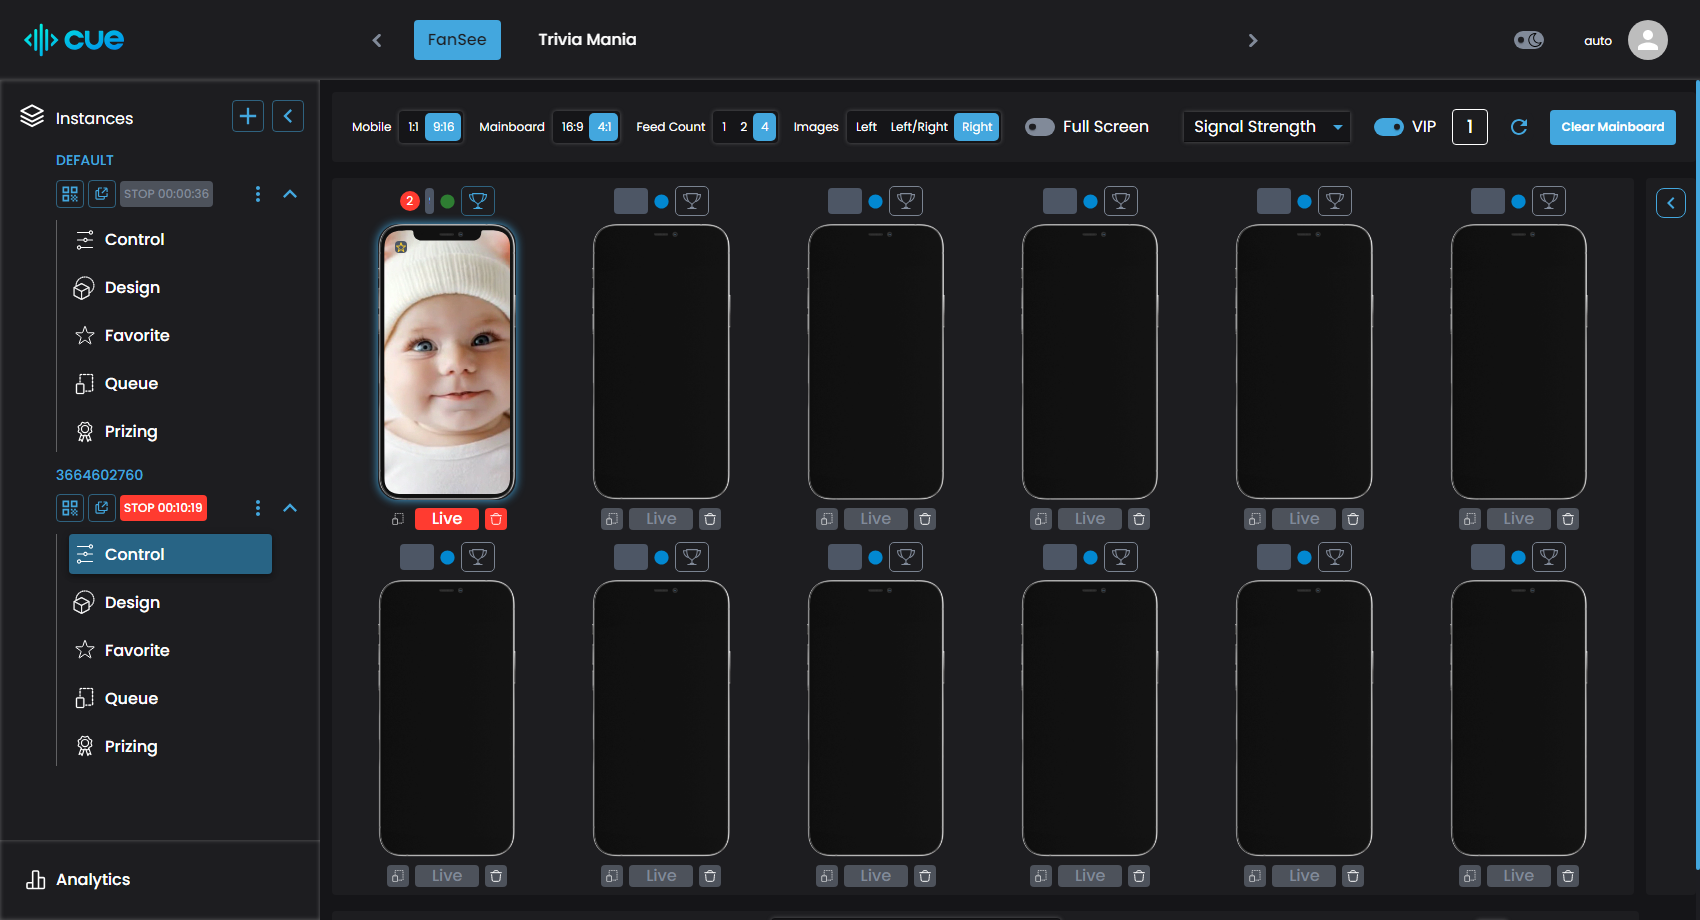 cue
FanSee
Trivia Mania
auto
Instances
DEFAULT
STOP 00:00:36
Control
Design
Favorite
Queue
Prizing
3664602760
STOP 00:10:19
Control
Design
Favorite
Queue
Prizing
Analytics
Mobile 1:1 9:16 Mainboard 16:9 4:1 Feed Count 1 2 4 Images Left Left/Right Right Full Screen Signal Strength VIP 1 Clear Mainboard
2
Live Live Live Live Live Live
Live Live Live Live Live Live